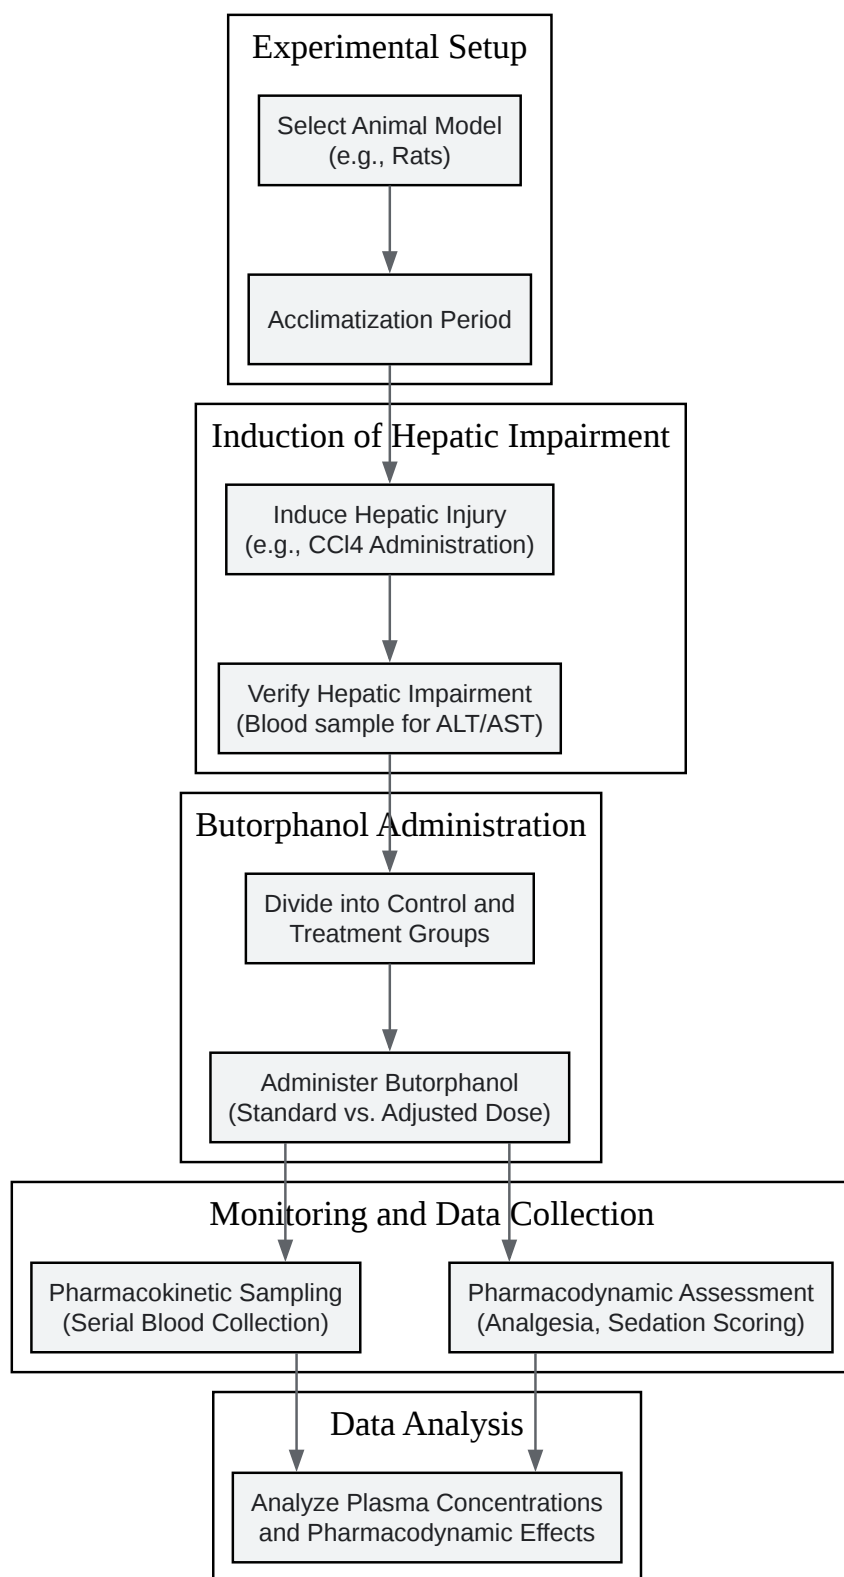 Experimental Setup
Select Animal Model
(e.g., Rats)
Acclimatization Period
Induction of Hepatic Impairment
Induce Hepatic Injury
(e.g., CCl4 Administration)
Verify Hepatic Impairment
(Blood sample for ALT/AST)
Butorphanol Administration
Divide into Control and
Treatment Groups
Administer Butorphanol
(Standard vs. Adjusted Dose)
Monitoring and Data Collection
Pharmacokinetic Sampling
(Serial Blood Collection)
Pharmacodynamic Assessment
(Analgesia, Sedation Scoring)
Data Analysis
Analyze Plasma Concentrations
and Pharmacodynamic Effects